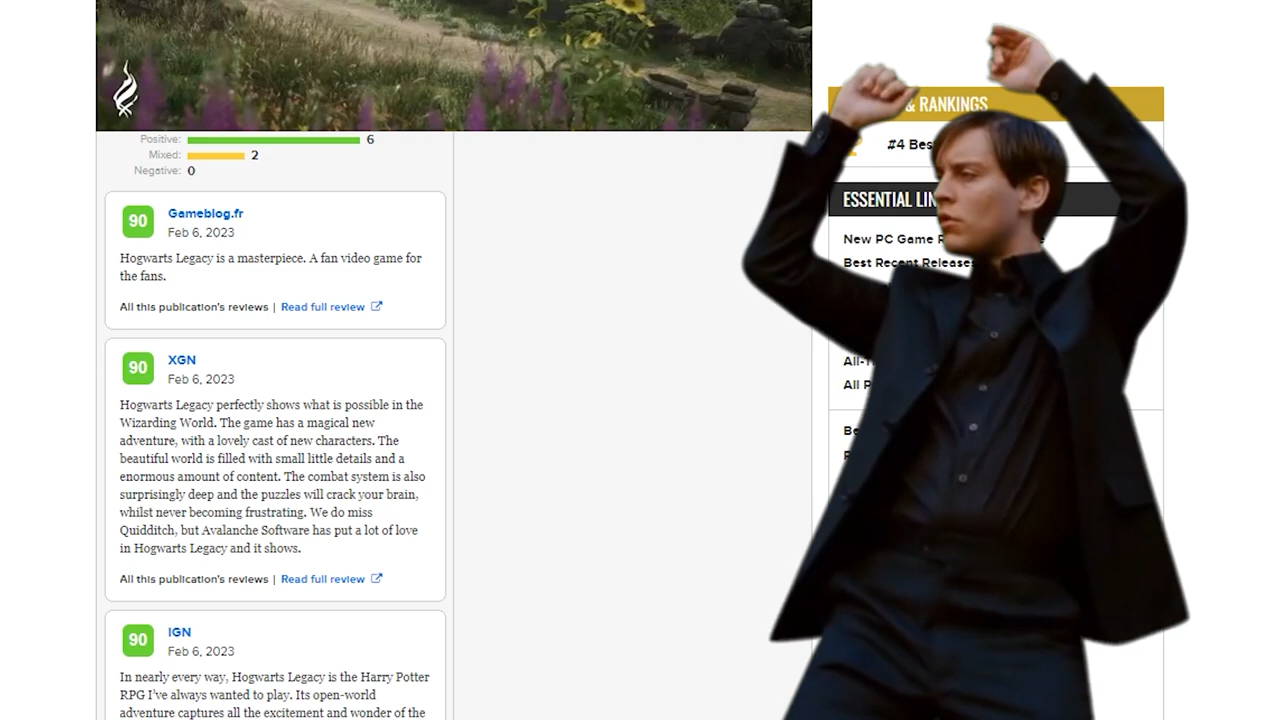 Positive: 6
Mixed: 2
Negative: 0
90 Gameblog.fr
Feb 6, 2023
Hogwarts Legacy is a masterpiece. A fan video game for
the fans.
All this publication's reviews | Read full review
90 XGN
Feb 6, 2023
Hogwarts Legacy perfectly shows what is possible in the
Wizarding World. The game has a magical new
adventure, with a lovely cast of new characters. The
beautiful world is filled with small little details and a
enormous amount of content. The combat system is also
surprisingly deep and the puzzles will crack your brain,
whilst never becoming frustrating. We do miss
Quidditch, but Avalanche Software has put a lot of love
in Hogwarts Legacy and it shows.
All this publication's reviews | Read full review
90 IGN
Feb 6, 2023
In nearly every way, Hogwarts Legacy is the Harry Potter
RPG I've always wanted to play. Its open-world
adventure captures all the excitement and wonder of the
& RANKINGS
#4 Bes
ESSENTIAL LIN
New PC Game R
Best Recent Releases
All-T
All P
Be